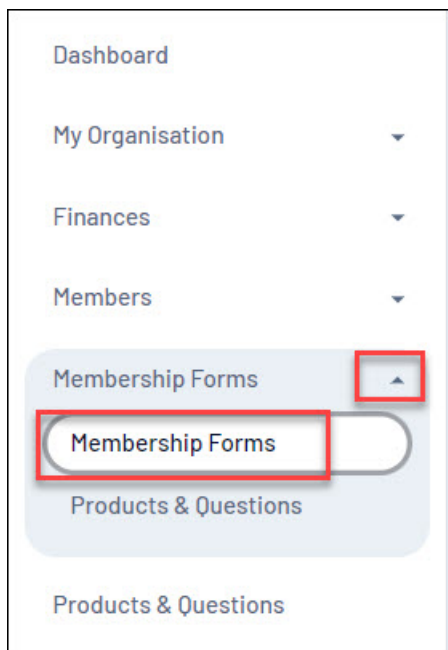 Dashboard
My Organisation
Finances
Members
Membership Forms
Membership Forms
Products & Questions
Products & Questions